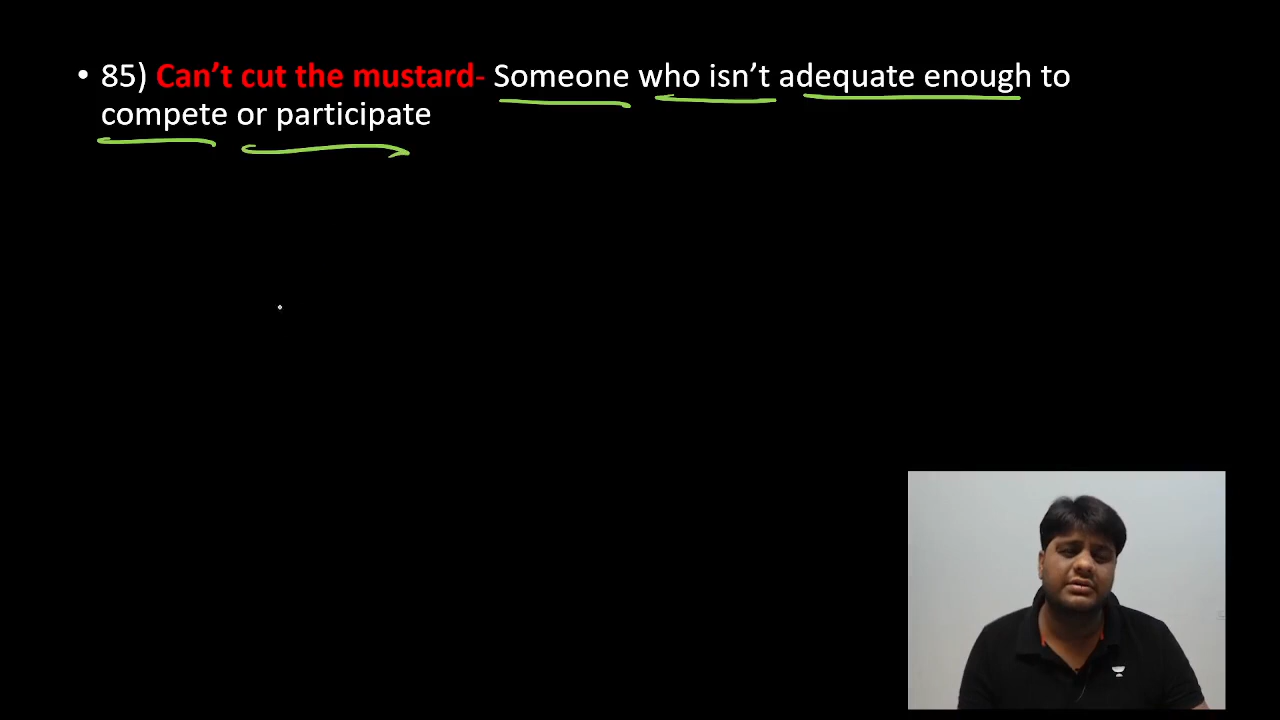 • 85) Can’t cut the mustard- Someone who isn’t adequate enough to
compete or participate